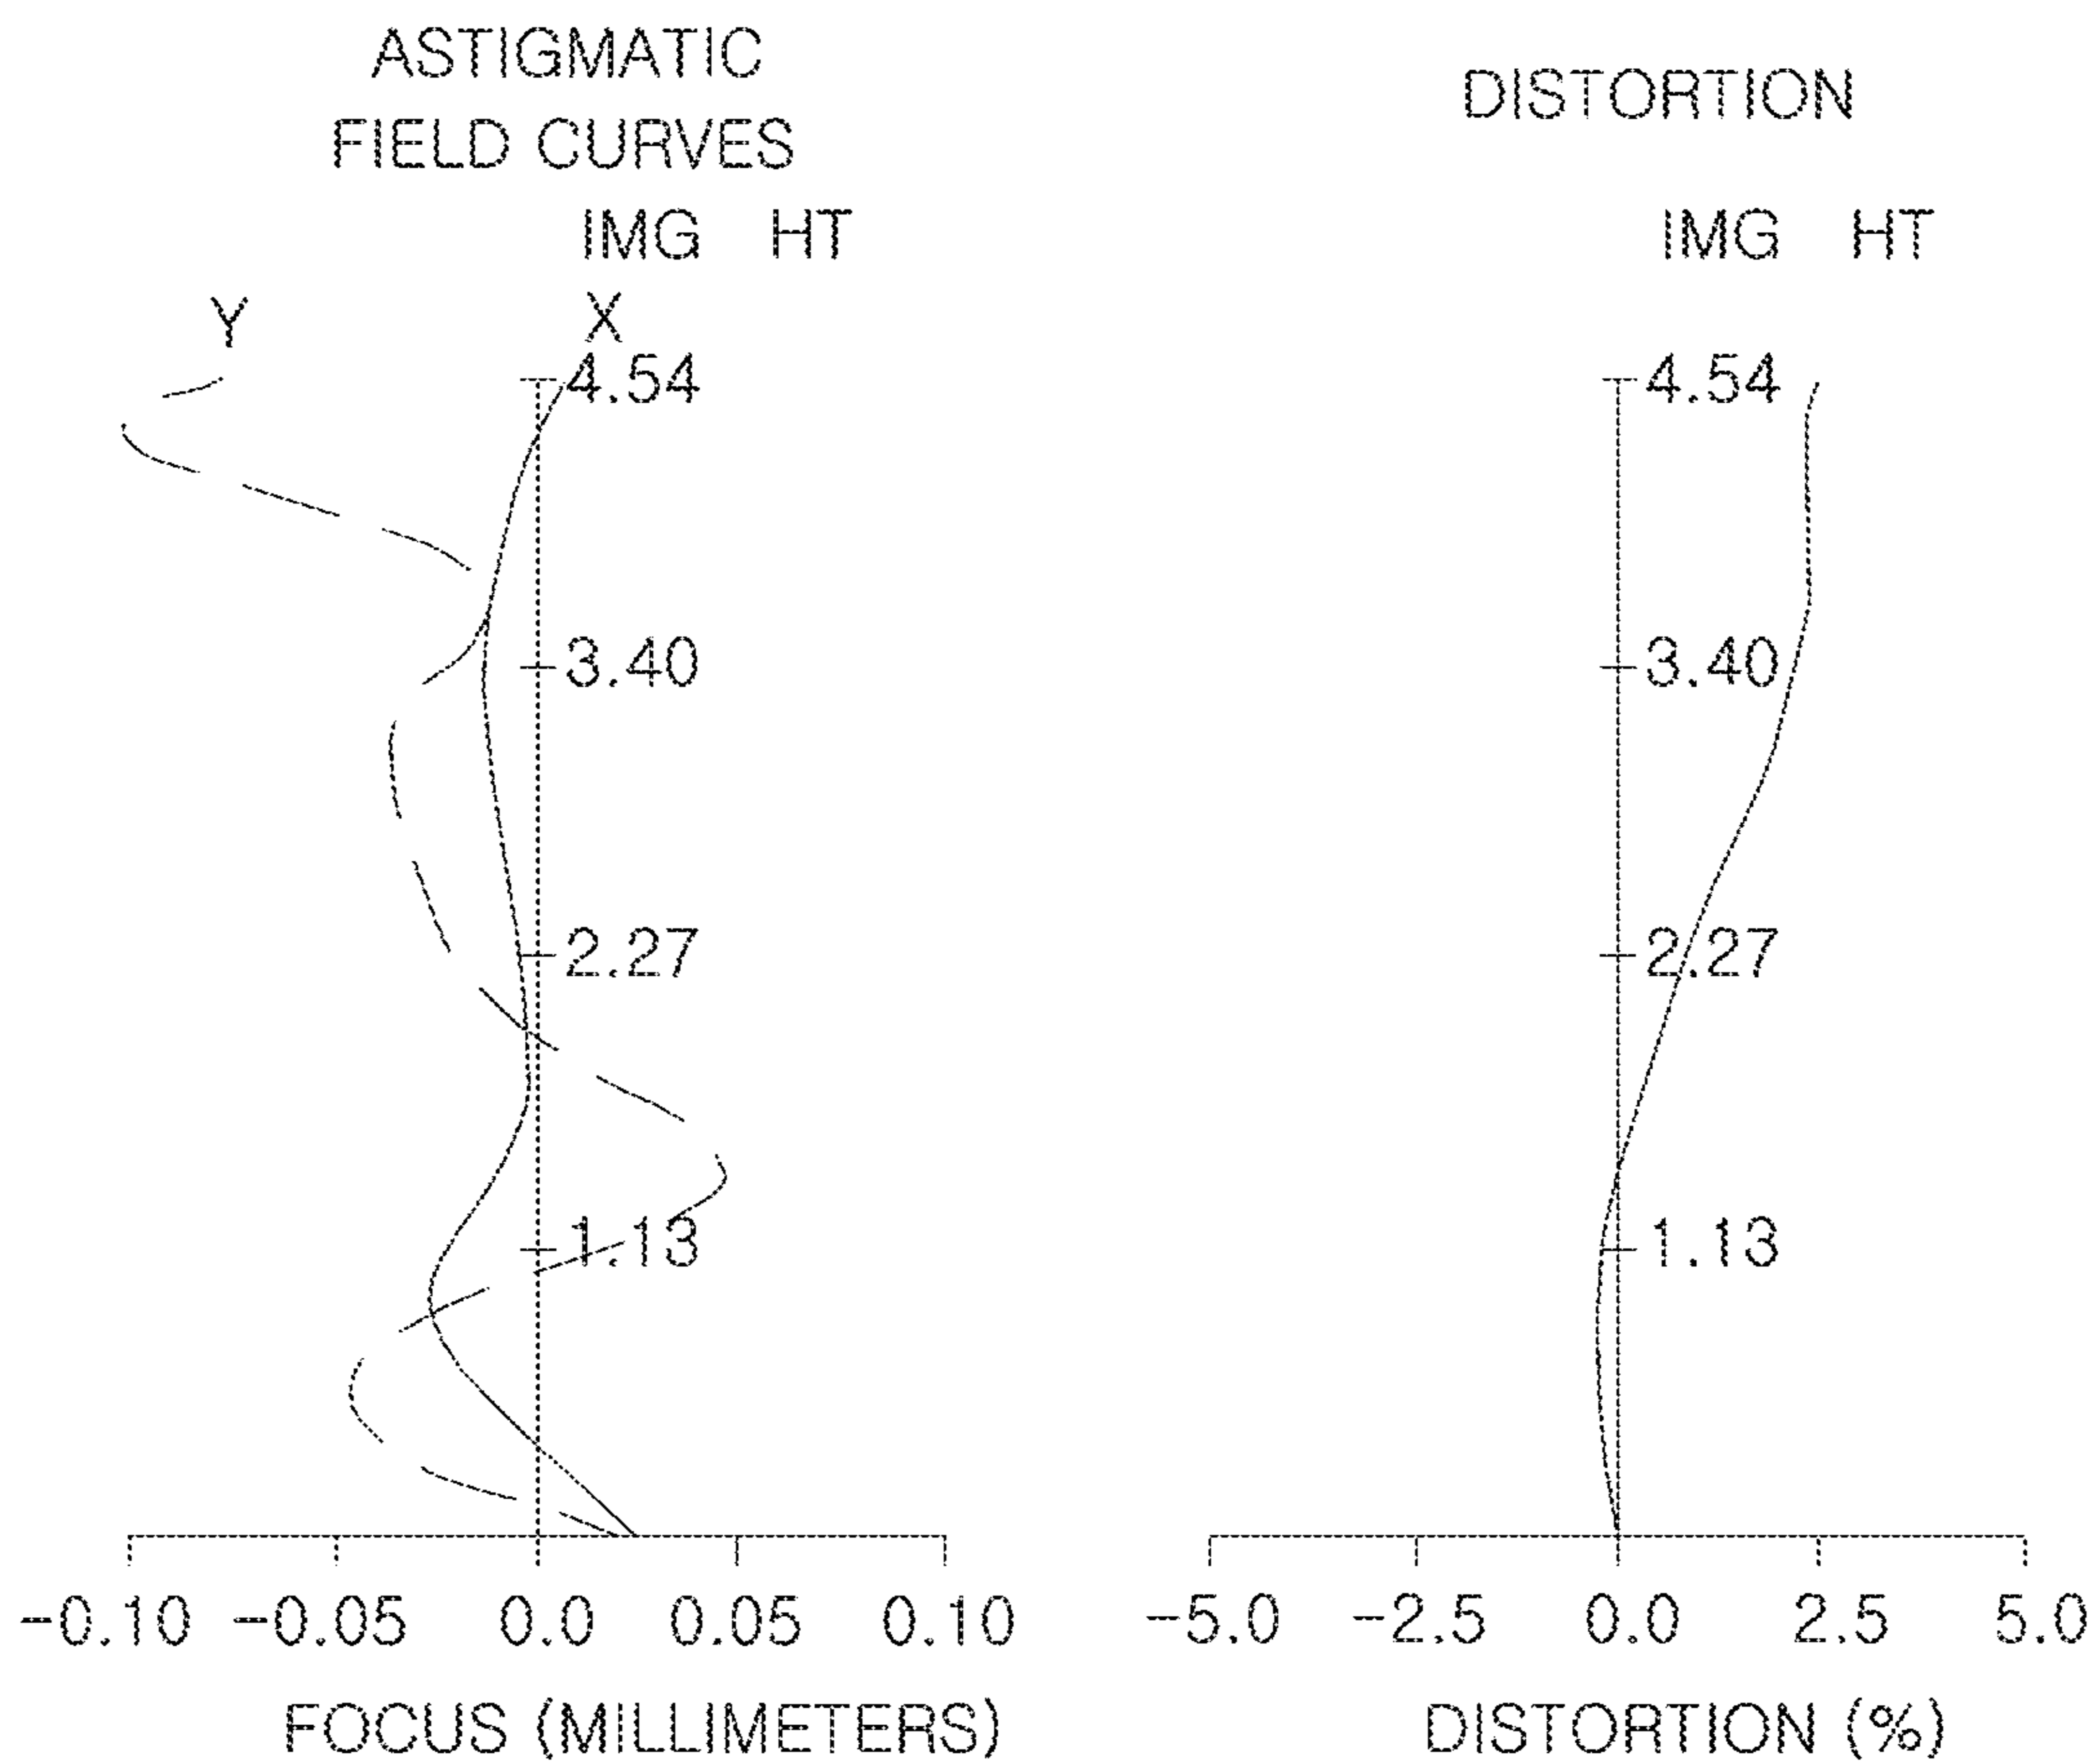 ASTIGMATIC
FIELD CURVES
IMG HT
Y
X
4.54
3.40
2.27
1.13
-0.10 -0.05 0.0 0.05 0.10
FOCUS (MILLIMETERS)
DISTORTION
IMG HT
4.54
3.40
2.27
1.13
-5.0 -2.5 0.0 2.5 5.0
DISTORTION (%)